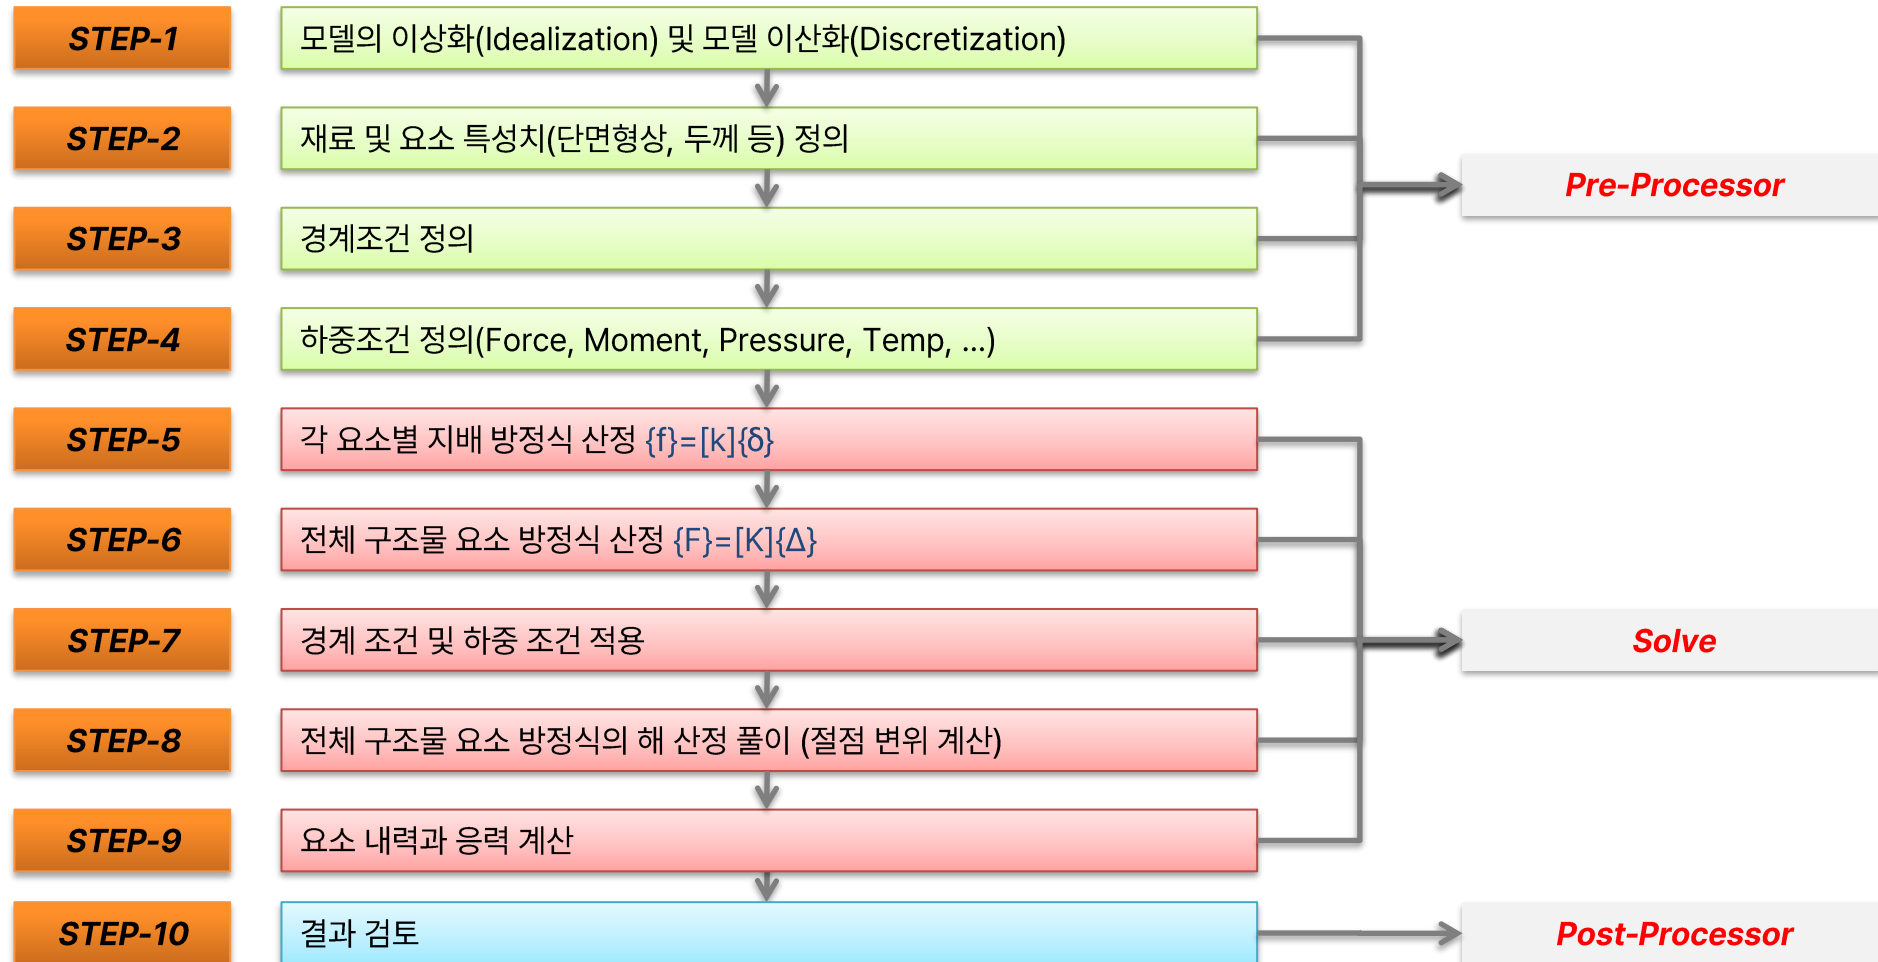 STEP-1
모델의 이상화(Idealization) 및 모델 이산화(Discretization)
STEP-2
재료 및 요소 특성치(단면형상, 두께 등) 정의
Pre-Processor
STEP-3
경계조건 정의
STEP-4
하중조건 정의(Force, Moment, Pressure, Temp, ...)
STEP-5
각 요소별 지배 방정식 산정 {f}=[k]{δ}
STEP-6
전체 구조물 요소 방정식 산정 {F}=[K]{Δ}
STEP-7
경계 조건 및 하중 조건 적용
Solve
STEP-8
전체 구조물 요소 방정식의 해 산정 풀이 (절점 변위 계산)
STEP-9
요소 내력과 응력 계산
STEP-10
결과 검토
Post-Processor